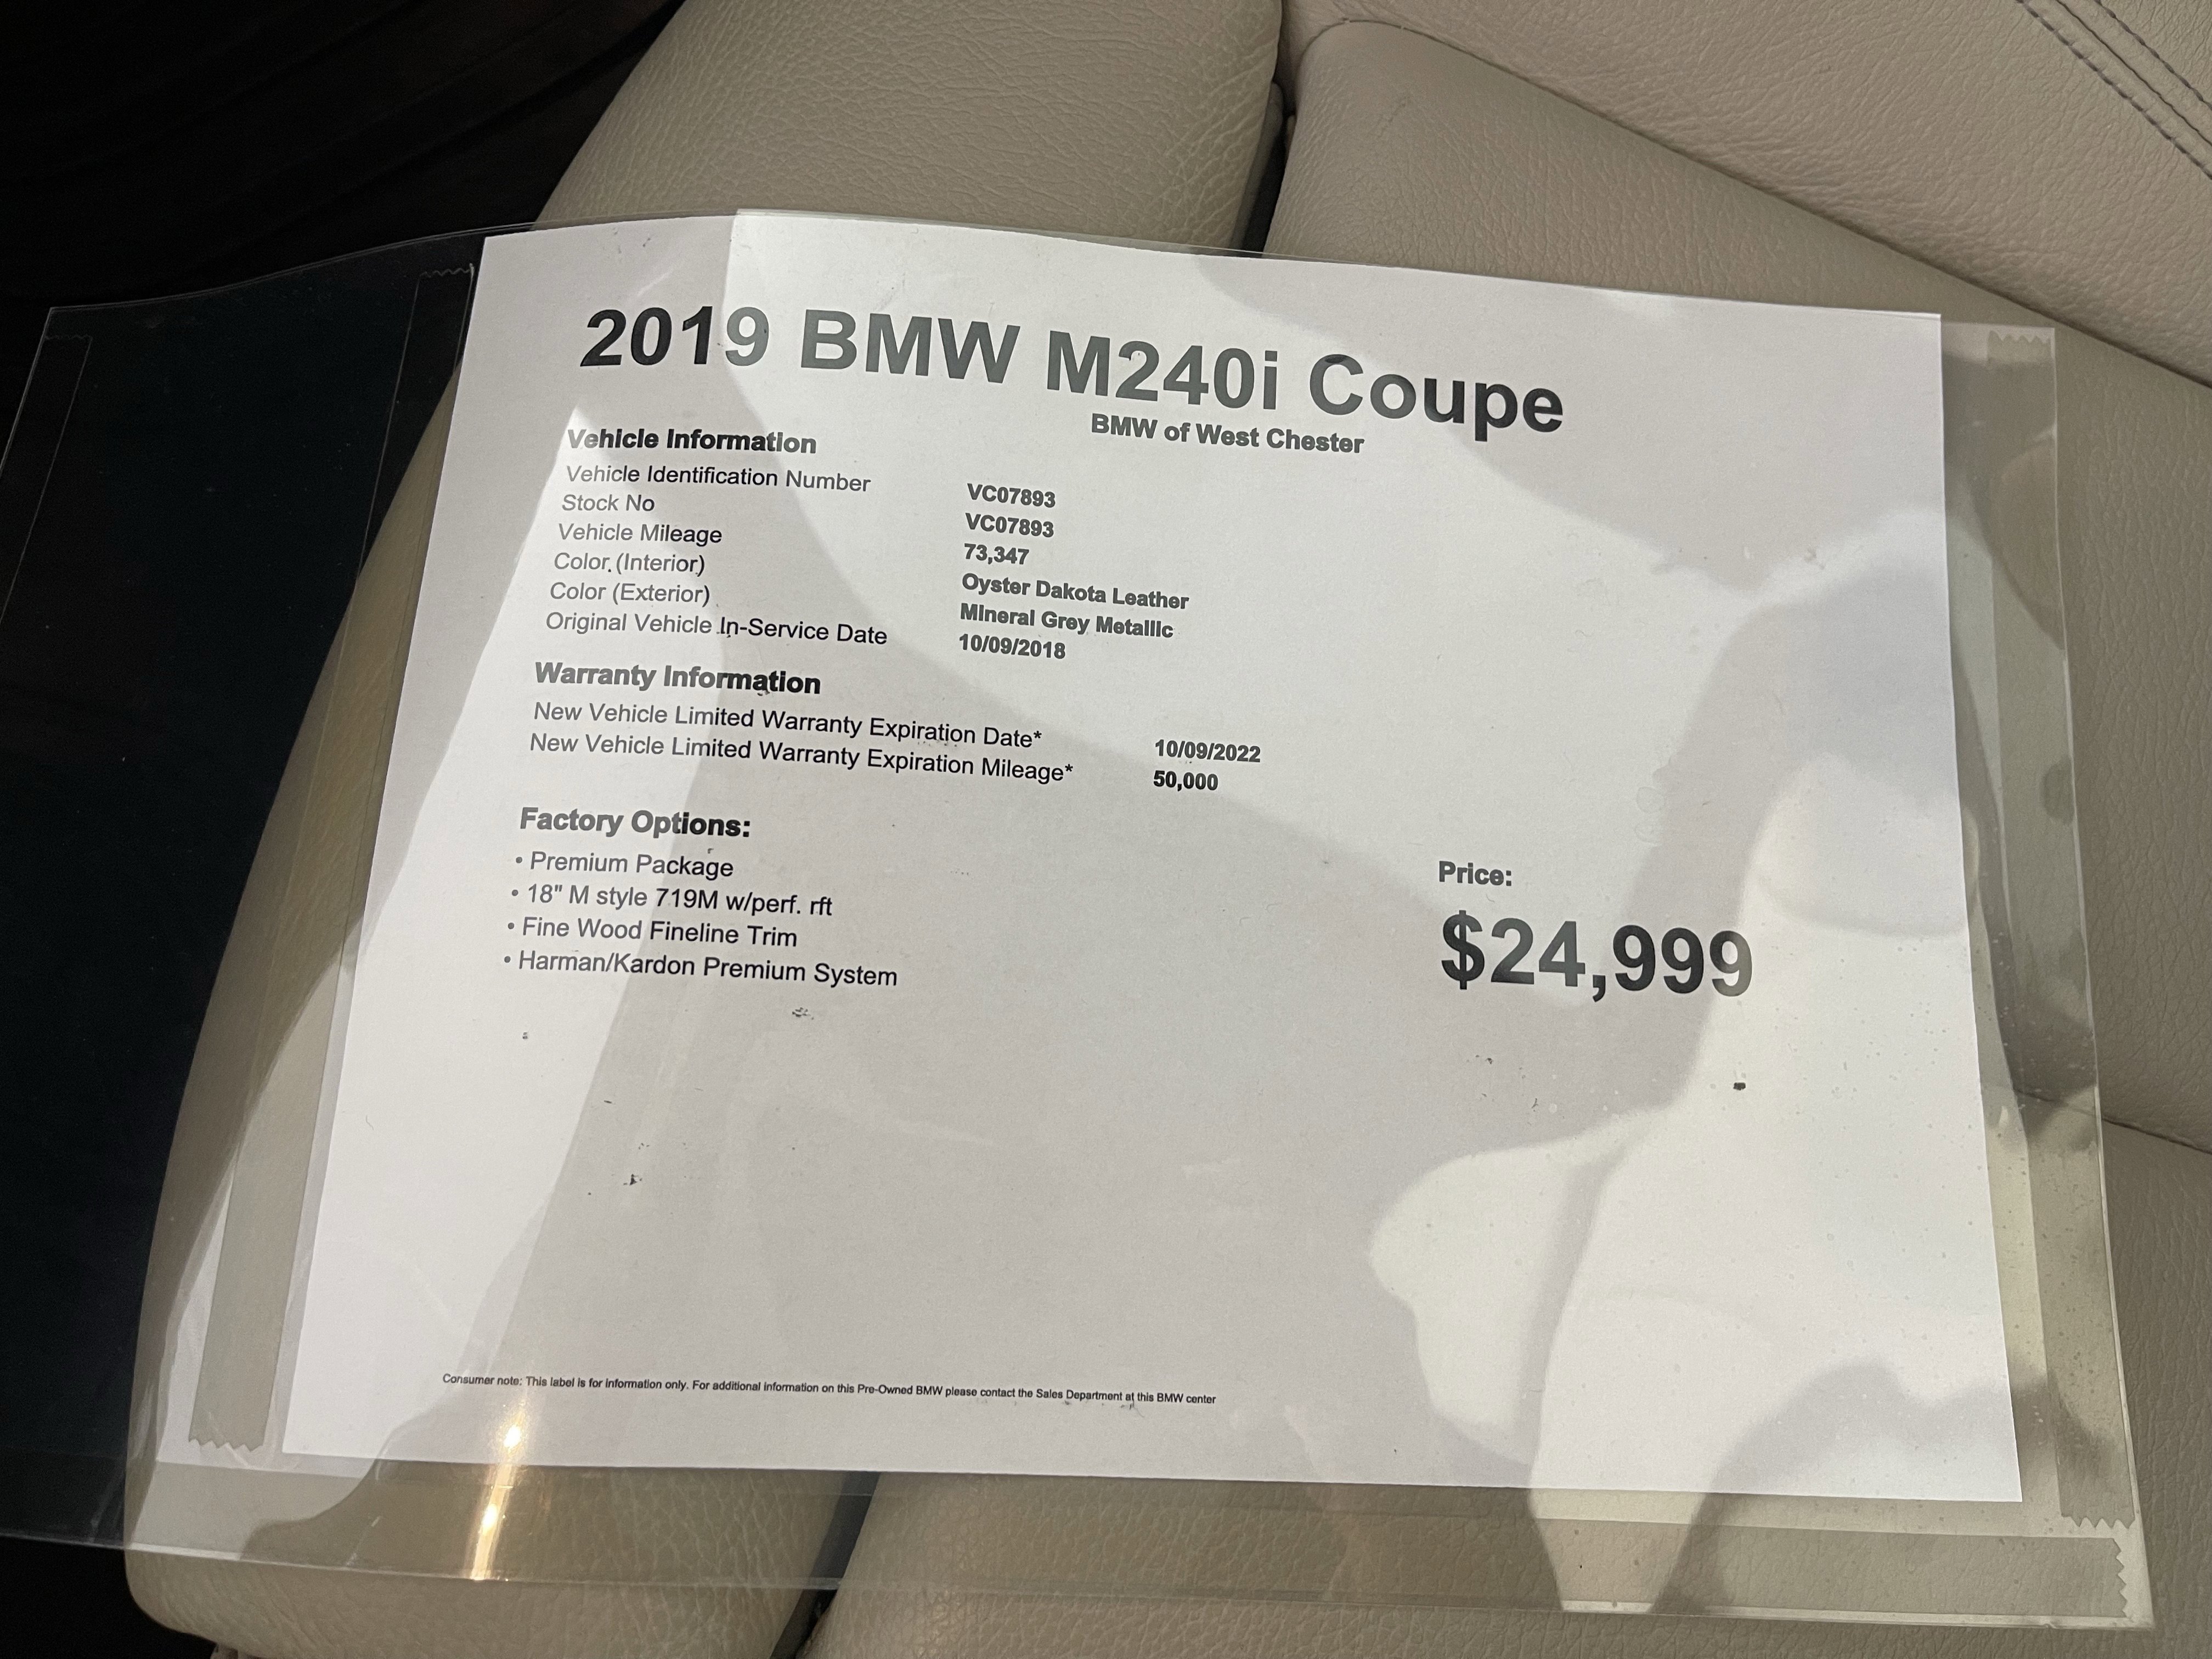 2019 BMW M240i Coupe
BMW of West Chester
Vehicle Information
Vehicle Identification Number VC07893
Stock No VC07893
Vehicle Mileage 73,347
Color (Interior) Oyster Dakota Leather
Color (Exterior) Mineral Grey Metallic
Original Vehicle In-Service Date 10/09/2018
Warranty Information
New Vehicle Limited Warranty Expiration Date* 10/09/2022
New Vehicle Limited Warranty Expiration Mileage* 50,000
Factory Options:
• Premium Package
• 18" M style 719M w/perf. rft
• Fine Wood Fineline Trim
• Harman/Kardon Premium System
Price:
$24,999
Consumer note: This label is for information only. For additional information on this Pre-Owned BMW please contact the Sales Department at this BMW center